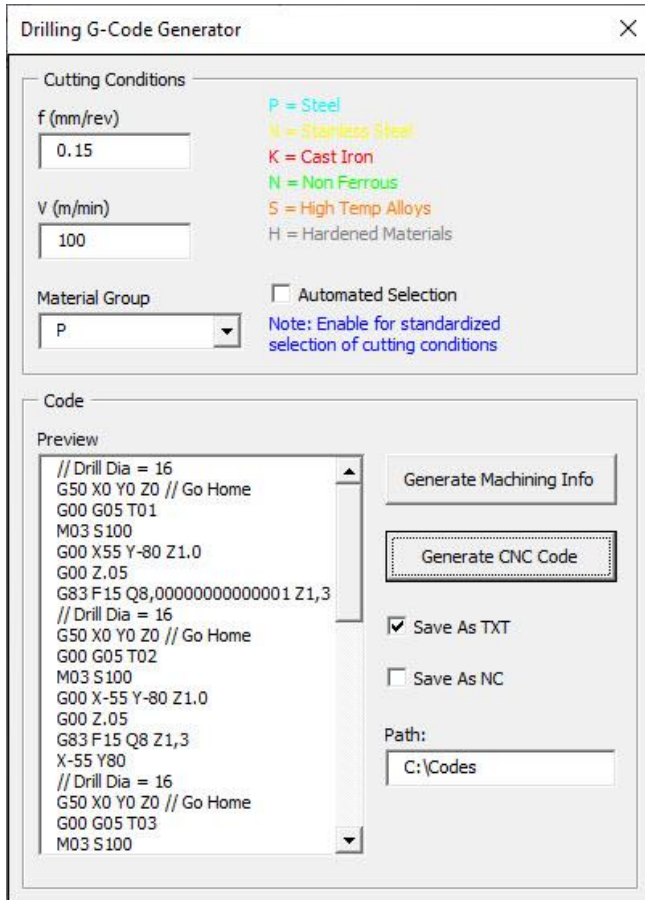 Drilling G-Code Generator
Cutting Conditions
f (mm/rev)
0.15
P = Steel
= Stainless Steel
K = Cast Iron
N = Non Ferrous
S = High Temp Alloys
H = Hardened Materials
V (m/min)
100
Material Group
P
Automated Selection
Note: Enable for standardized
selection of cutting conditions
Code
Preview
// Drill Dia = 16
G50 X0 Y0 Z0 // Go Home
G00 G05 T01
M03 S100
G00 X55 Y-80 Z1.0
G00 Z.05
G83 F15 Q8,00000000000001 Z1,3
// Drill Dia = 16
G50 X0 Y0 Z0 // Go Home
G00 G05 T02
M03 S100
G00 X-55 Y-80 Z1.0
G00 Z.05
G83 F15 Q8 Z1,3
X-55 Y80
// Drill Dia = 16
G50 X0 Y0 Z0 // Go Home
G00 G05 T03
M03 S100
Generate Machining Info
Generate CNC Code
Save As TXT
Save As NC
Path:
C:\Codes